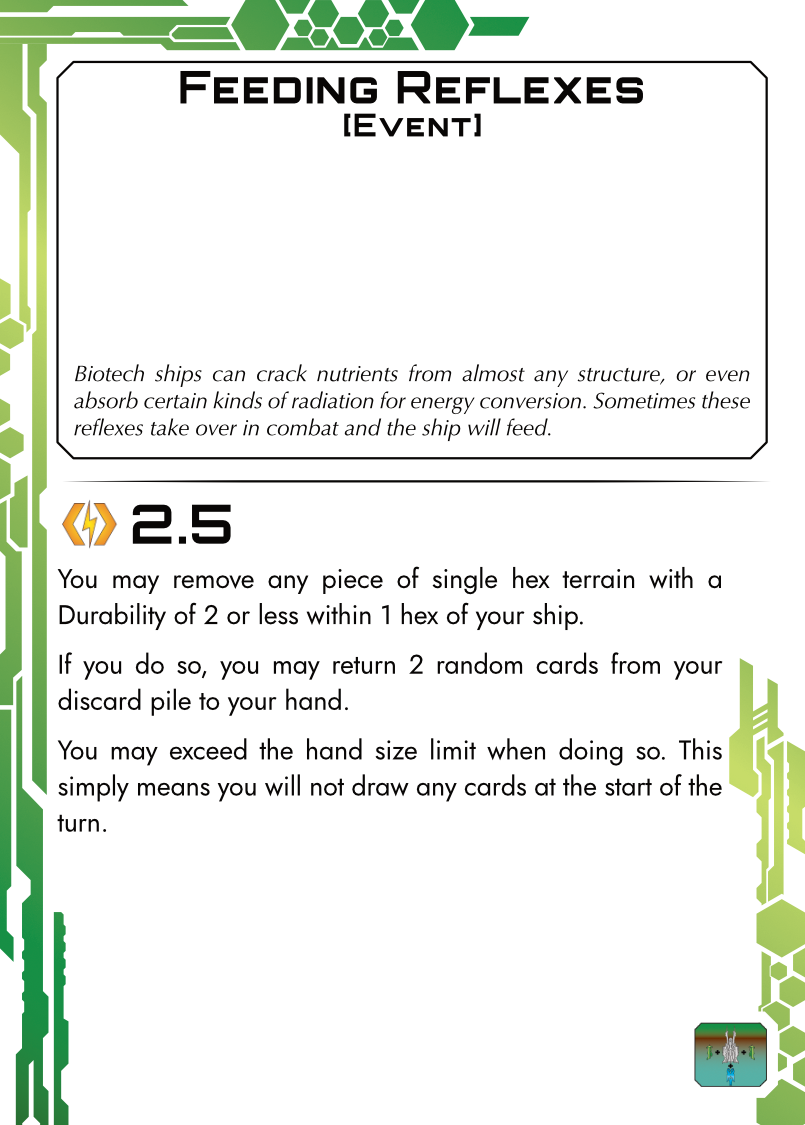 Feeding Reflexes
[Event]
Biotech ships can crack nutrients from almost any structure, or even
absorb certain kinds of radiation for energy conversion. Sometimes these
reflexes take over in combat and the ship will feed.
2.5
You may remove any piece of single hex terrain with a
Durability of 2 or less within 1 hex of your ship.
If you do so, you may return 2 random cards from your
discard pile to your hand.
You may exceed the hand size limit when doing so. This
simply means you will not draw any cards at the start of the
turn.